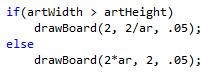 if(artWidth > artHeight)
    drawBoard(2, 2/ar, .05);
else
    drawBoard(2*ar, 2, .05);